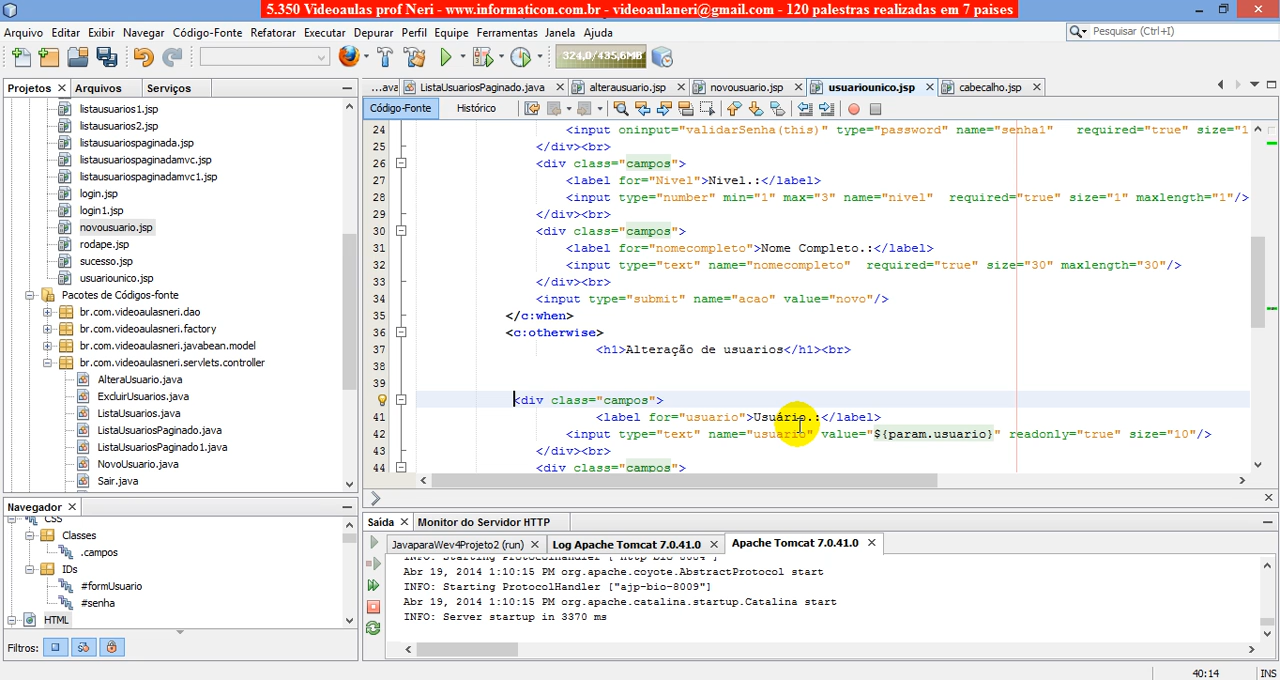 5.350 Videoaulas prof Neri - www.informaticon.com.br - videoaulaneri@gmail.com - 120 palestras realizadas em 7 paises
Arquivo Editar Exibir Navegar Código-Fonte Refatorar Executar Depurar Perfil Equipe Ferramentas Janela Ajuda
Pesquisar (Ctrl+I)
324,0/435,6MB
Projetos Arquivos Serviços
...ava ListaUsuariosPaginado.java alterausuario.jsp novousuario.jsp usuariounico.jsp cabecalho.jsp
Código-Fonte Histórico
listausuarios1.jsp
listausuarios2.jsp
listausuariospaginada.jsp
listausuariospaginadamvc.jsp
listausuariospaginadamvc1.jsp
login.jsp
login1.jsp
novousuario.jsp
rodape.jsp
sucesso.jsp
usuariounico.jsp
Pacotes de Códigos-fonte
br.com.videoaulasneri.dao
br.com.videoaulasneri.factory
br.com.videoaulasneri.javabean.model
br.com.videoaulasneri.servlets.controller
AlteraUsuario.java
ExcluirUsuarios.java
ListaUsuarios.java
ListaUsuariosPaginado.java
ListaUsuariosPaginado1.java
NovoUsuario.java
Sair.java
24 <input oninput="validarSenha(this)" type="password" name="senha1" required="true" size="1
25 </div><br>
26 <div class="campos">
27 <label for="Nivel">Nivel.:</label>
28 <input type="number" min="1" max="3" name="nivel" required="true" size="1" maxlength="1"/>
29 </div><br>
30 <div class="campos">
31 <label for="nomecompleto">Nome Completo.:</label>
32 <input type="text" name="nomecompleto" required="true" size="30" maxlength="30"/>
33 </div><br>
34 <input type="submit" name="acao" value="novo"/>
35 </c:when>
36 <c:otherwise>
37 <h1>Alteração de usuarios</h1><br>
38
39
<div class="campos">
41 <label for="usuario">Usuário.:</label>
42 <input type="text" name="usuario" value="${param.usuario}" readonly="true" size="10"/>
43 </div><br>
44 <div class="campos">
Navegador
CSS
Classes
.campos
IDs
#formUsuario
#senha
HTML
Filtros:
Saída Monitor do Servidor HTTP
JavaparaWev4Projeto2 (run) Log Apache Tomcat 7.0.41.0 Apache Tomcat 7.0.41.0
INFO: Starting ProtocolHandler ["http-bio-8084"]
Abr 19, 2014 1:10:15 PM org.apache.coyote.AbstractProtocol start
INFO: Starting ProtocolHandler ["ajp-bio-8009"]
Abr 19, 2014 1:10:15 PM org.apache.catalina.startup.Catalina start
INFO: Server startup in 3370 ms
40:14 INS